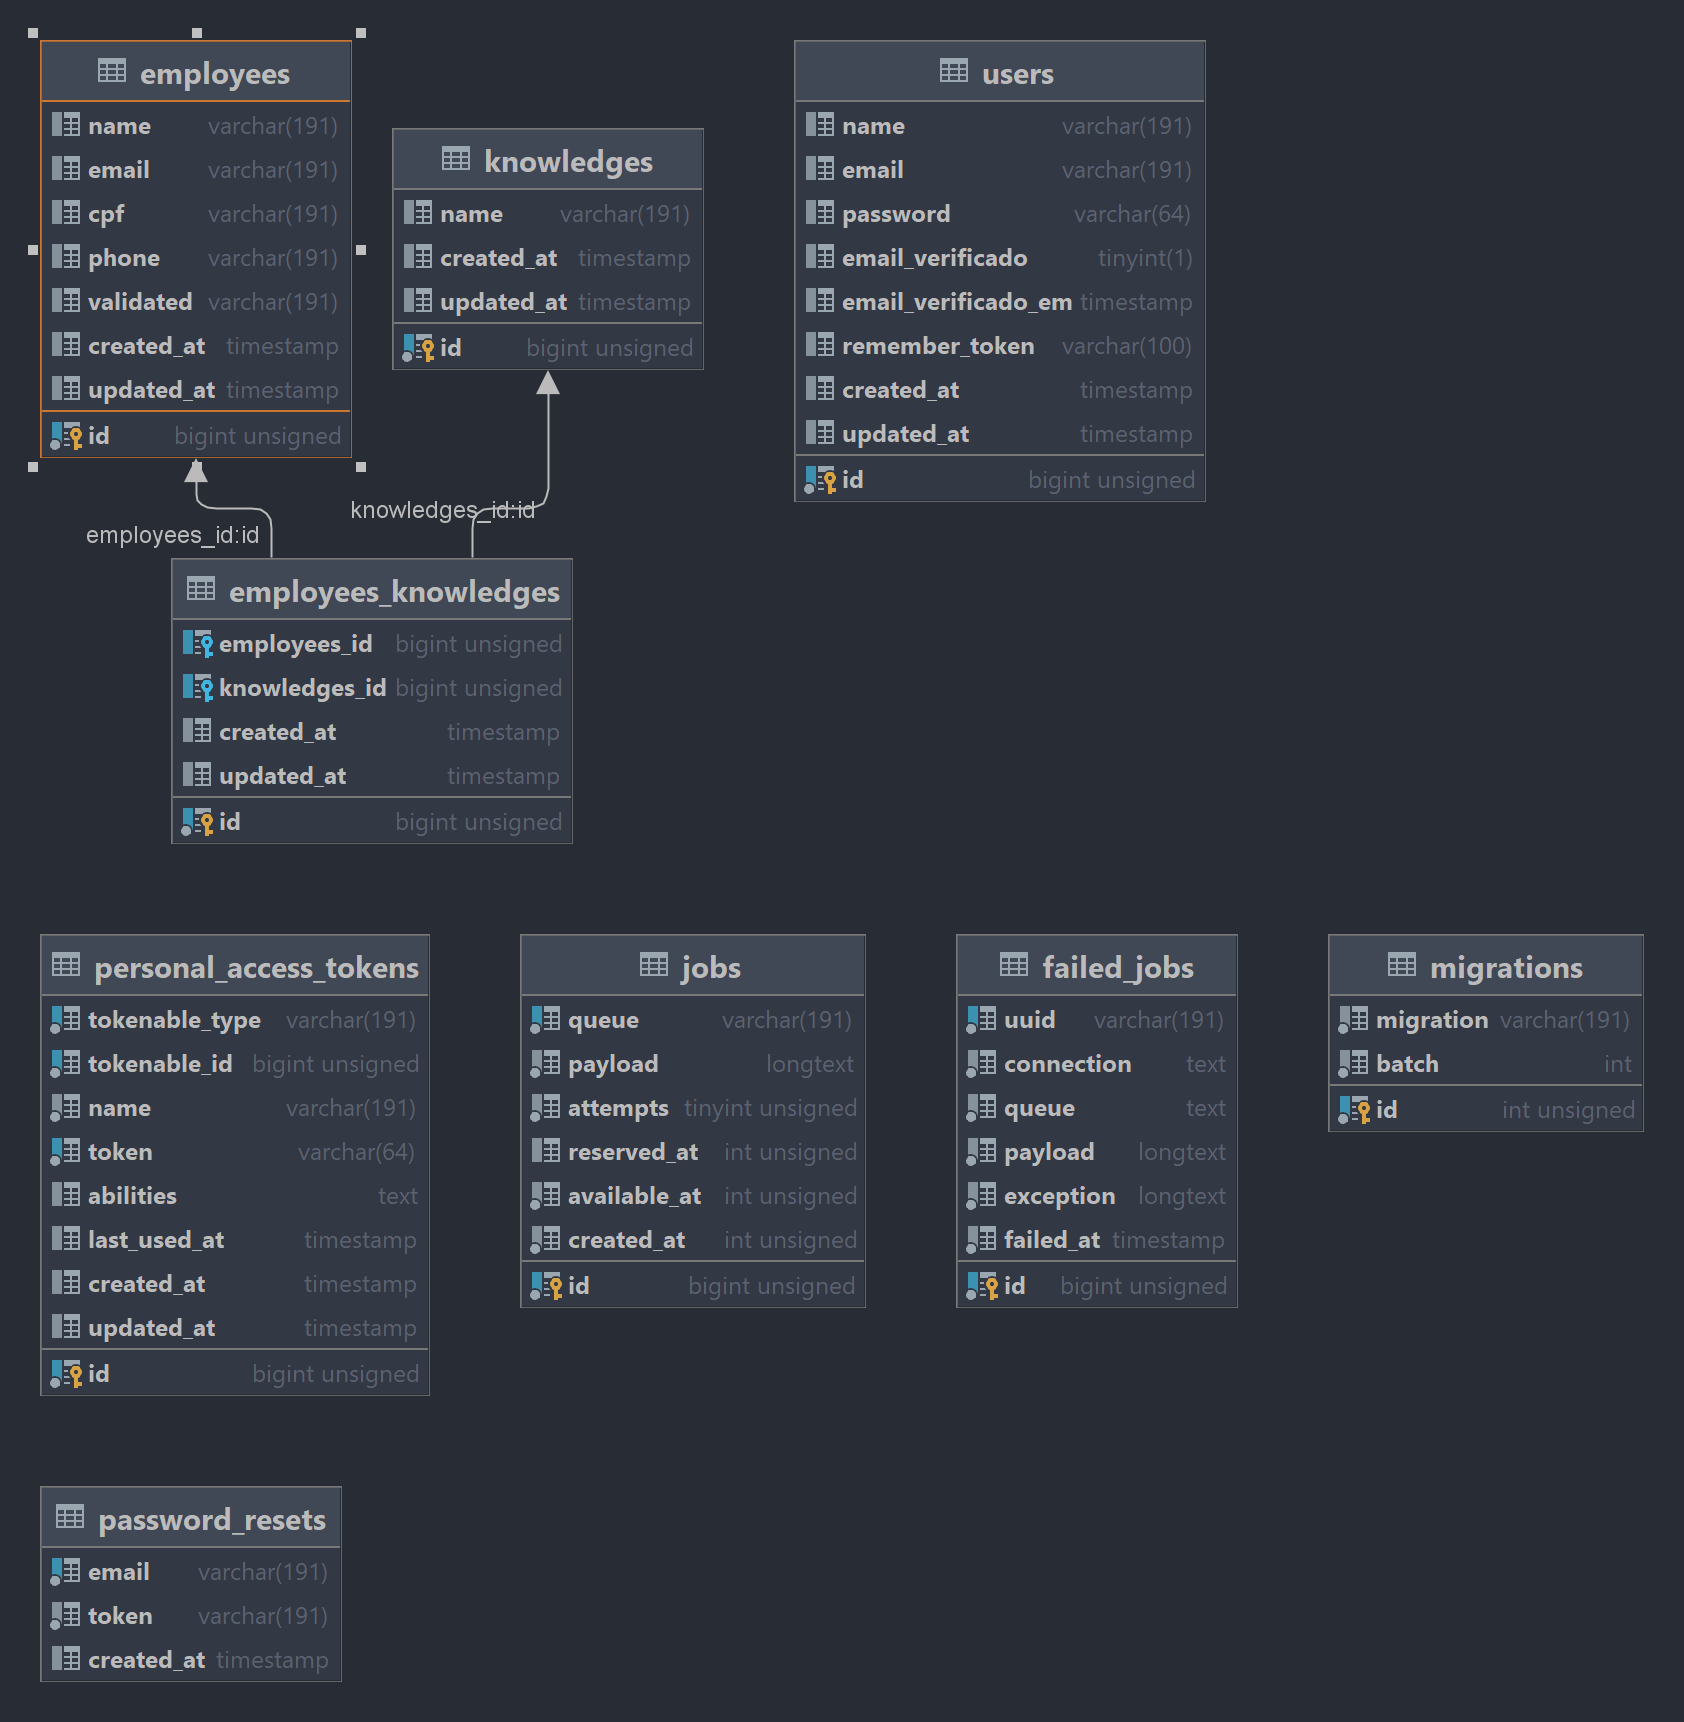 employees
name varchar(191)
email varchar(191)
cpf varchar(191)
phone varchar(191)
validated varchar(191)
created_at timestamp
updated_at timestamp
id bigint unsigned
knowledges
name varchar(191)
created_at timestamp
updated_at timestamp
id bigint unsigned
users
name varchar(191)
email varchar(191)
password varchar(64)
email_verificado tinyint(1)
email_verificado_em timestamp
remember_token varchar(100)
created_at timestamp
updated_at timestamp
id bigint unsigned
employees_id:id
knowledges_id:id
employees_knowledges
employees_id bigint unsigned
knowledges_id bigint unsigned
created_at timestamp
updated_at timestamp
id bigint unsigned
personal_access_tokens
tokenable_type varchar(191)
tokenable_id bigint unsigned
name varchar(191)
token varchar(64)
abilities text
last_used_at timestamp
created_at timestamp
updated_at timestamp
id bigint unsigned
jobs
queue varchar(191)
payload longtext
attempts tinyint unsigned
reserved_at int unsigned
available_at int unsigned
created_at int unsigned
id bigint unsigned
failed_jobs
uuid varchar(191)
connection text
queue text
payload longtext
exception longtext
failed_at timestamp
id bigint unsigned
migrations
migration varchar(191)
batch int
id int unsigned
password_resets
email varchar(191)
token varchar(191)
created_at timestamp